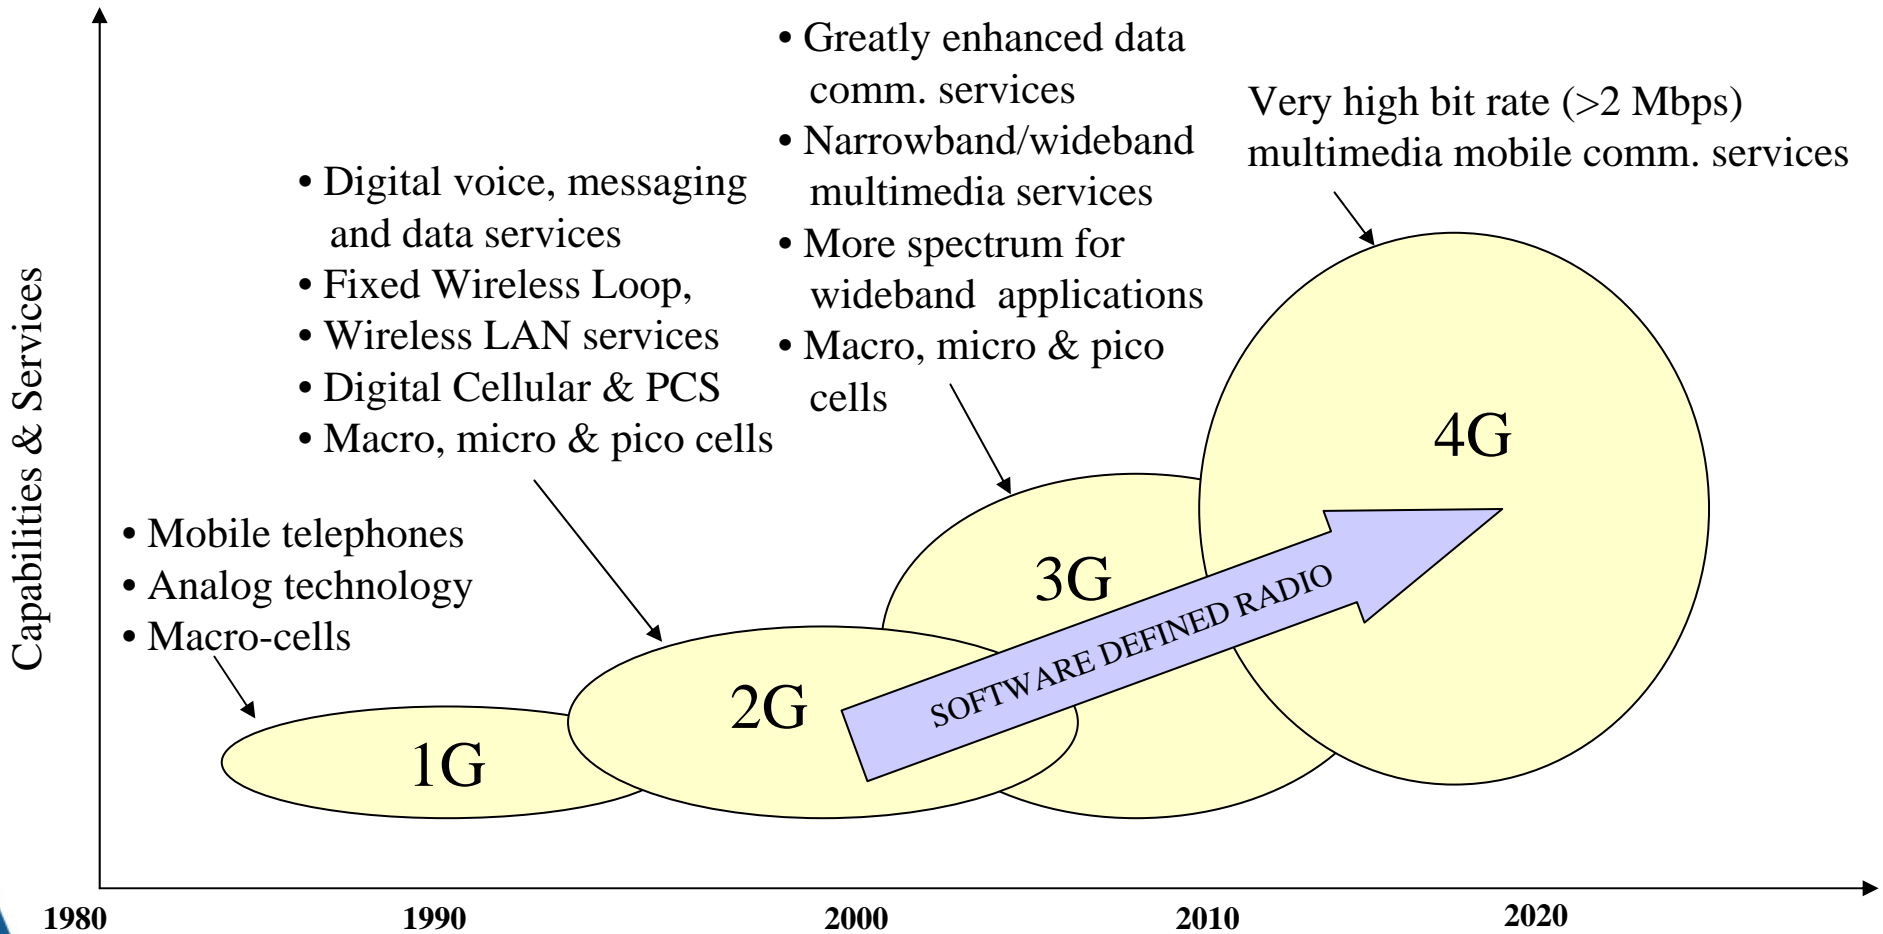 • Greatly enhanced data
comm. services
• Narrowband/wideband
multimedia services
• More spectrum for
wideband applications
• Macro, micro & pico
cells
Very high bit rate (>2 Mbps)
multimedia mobile comm. services
• Digital voice, messaging
and data services
• Fixed Wireless Loop,
• Wireless LAN services
• Digital Cellular & PCS
• Macro, micro & pico cells
• Mobile telephones
• Analog technology
• Macro-cells
Capabilities & Services
1G
2G
3G
4G
SOFTWARE DEFINED RADIO
1980
1990
2000
2010
2020